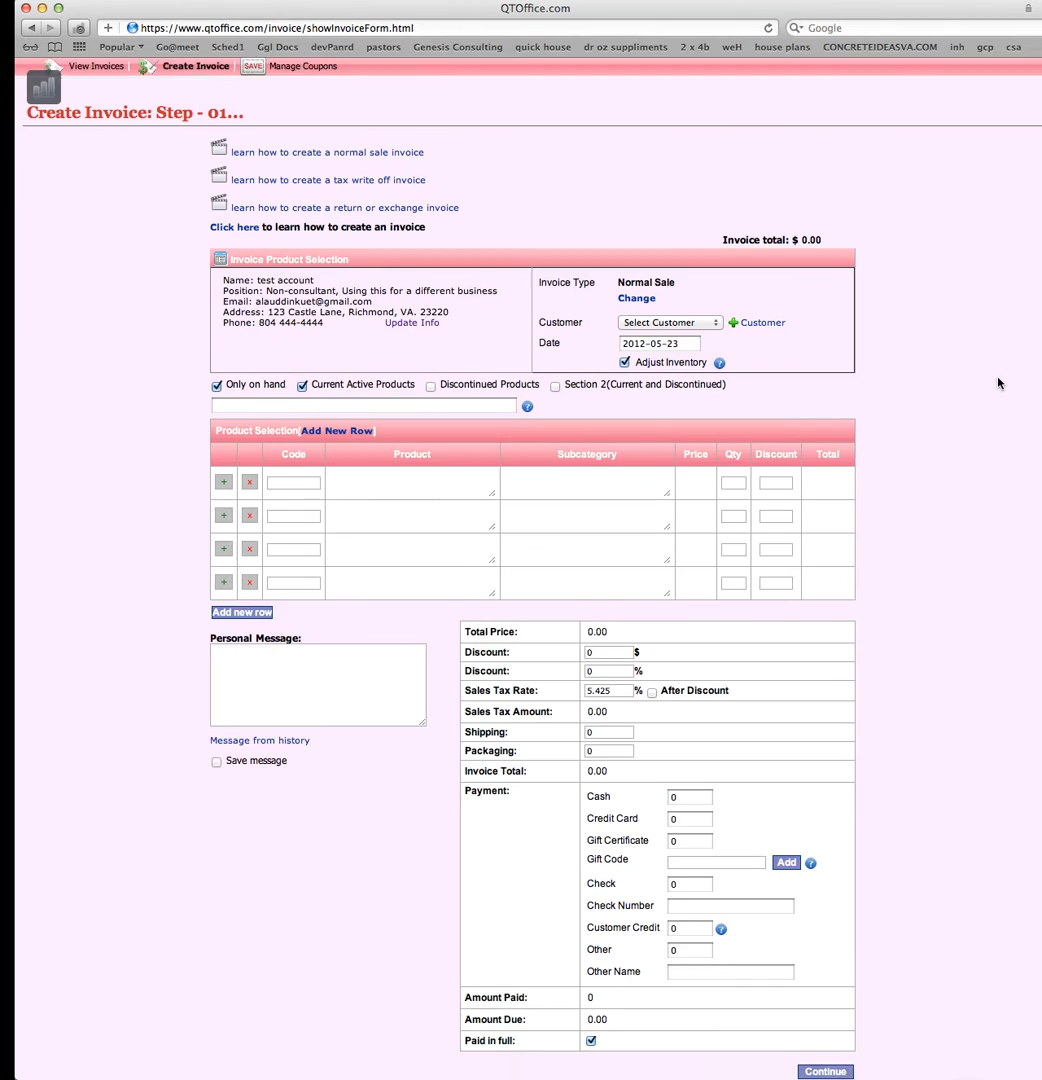 QTOffice.com
https://www.qtoffice.com/invoice/showInvoiceForm.html
Google
Popular Go@meet Sched1 Ggl Docs devPanrd pastors Genesis Consulting quick house dr oz suppliments 2 x 4b weH house plans CONCRETEIDEASVA.COM inh gcp csa
View Invoices | Create Invoice | SAVE Manage Coupons
Create Invoice: Step - 01...
learn how to create a normal sale invoice
learn how to create a tax write off invoice
learn how to create a return or exchange invoice
Click here to learn how to create an invoice
Invoice total: $ 0.00
Invoice Product Selection
Name: test account
Position: Non-consultant, Using this for a different business
Email: alauddinkuet@gmail.com
Address: 123 Castle Lane, Richmond, VA. 23220
Phone: 804 444-4444 Update Info
Invoice Type Normal Sale
Change
Customer Select Customer Customer
Date 2012-05-23
Adjust Inventory ?
Only on hand Current Active Products Discontinued Products Section 2(Current and Discontinued)
?
Product Selection[Add New Row]
Code Product Subcategory Price Qty Discount Total
+ x
+ x
+ x
+ x
Add new row
Personal Message:
Message from history
Save message
Total Price: 0.00
Discount: 0 $
Discount: 0 %
Sales Tax Rate: 5.425 % After Discount
Sales Tax Amount: 0.00
Shipping: 0
Packaging: 0
Invoice Total: 0.00
Payment:
Cash 0
Credit Card 0
Gift Certificate 0
Gift Code Add ?
Check 0
Check Number
Customer Credit 0 ?
Other 0
Other Name
Amount Paid: 0
Amount Due: 0.00
Paid in full:
Continue